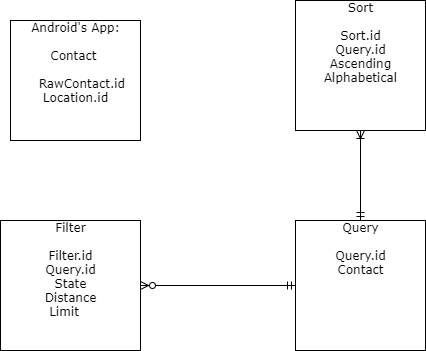 Android's App:
Contact
RawContact.id
Location.id
Sort
Sort.id
Query.id
Ascending
Alphabetical
Filter
Filter.id
Query.id
State
Distance
Limit
Query
Query.id
Contact